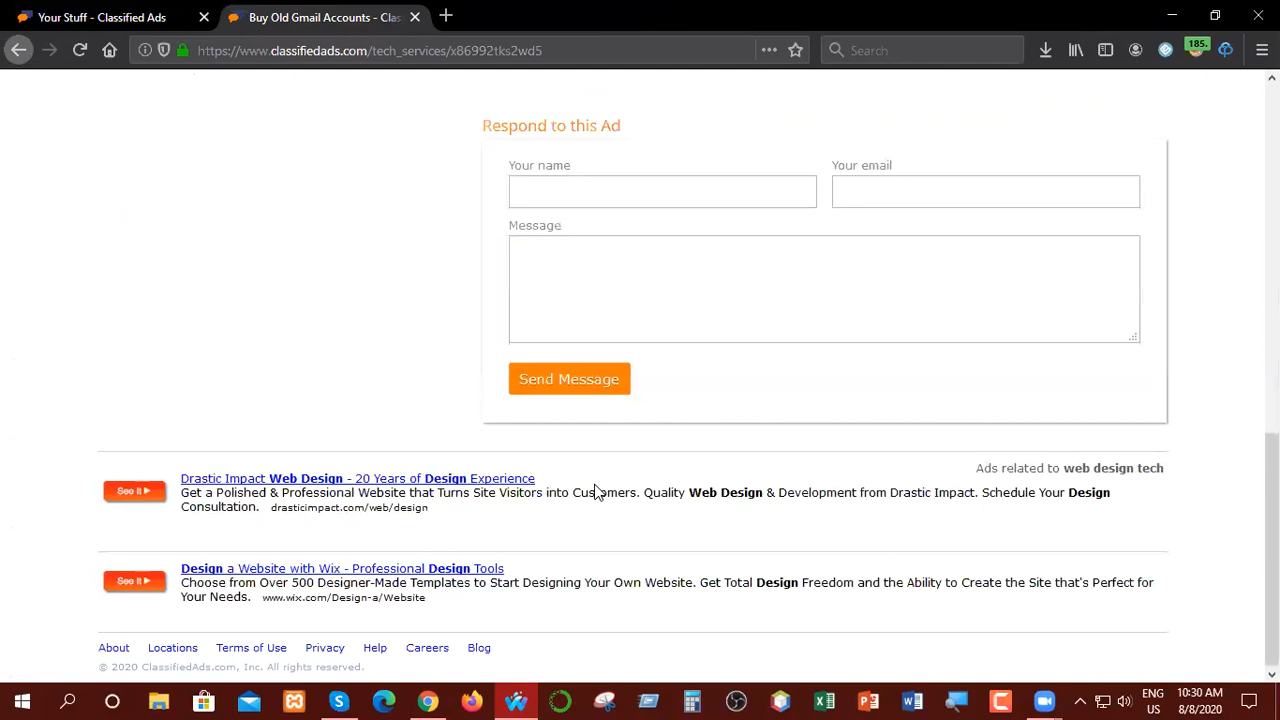 Your Stuff - Classified Ads
Buy Old Gmail Accounts - Clas
https://www.classifiedads.com/tech_services/x86992tks2wd5
Search
185.
Respond to this Ad
Your name
Your email
Message
Send Message
Ads related to web design tech
See It
Drastic Impact Web Design - 20 Years of Design Experience
Get a Polished & Professional Website that Turns Site Visitors into Customers. Quality Web Design & Development from Drastic Impact. Schedule Your Design
Consultation. drasticimpact.com/web/design
See It
Design a Website with Wix - Professional Design Tools
Choose from Over 500 Designer-Made Templates to Start Designing Your Own Website. Get Total Design Freedom and the Ability to Create the Site that's Perfect for
Your Needs. www.wix.com/Design-a/Website
About Locations Terms of Use Privacy Help Careers Blog
© 2020 ClassifiedAds.com, Inc. All rights reserved.
ENG
US
10:30 AM
8/8/2020